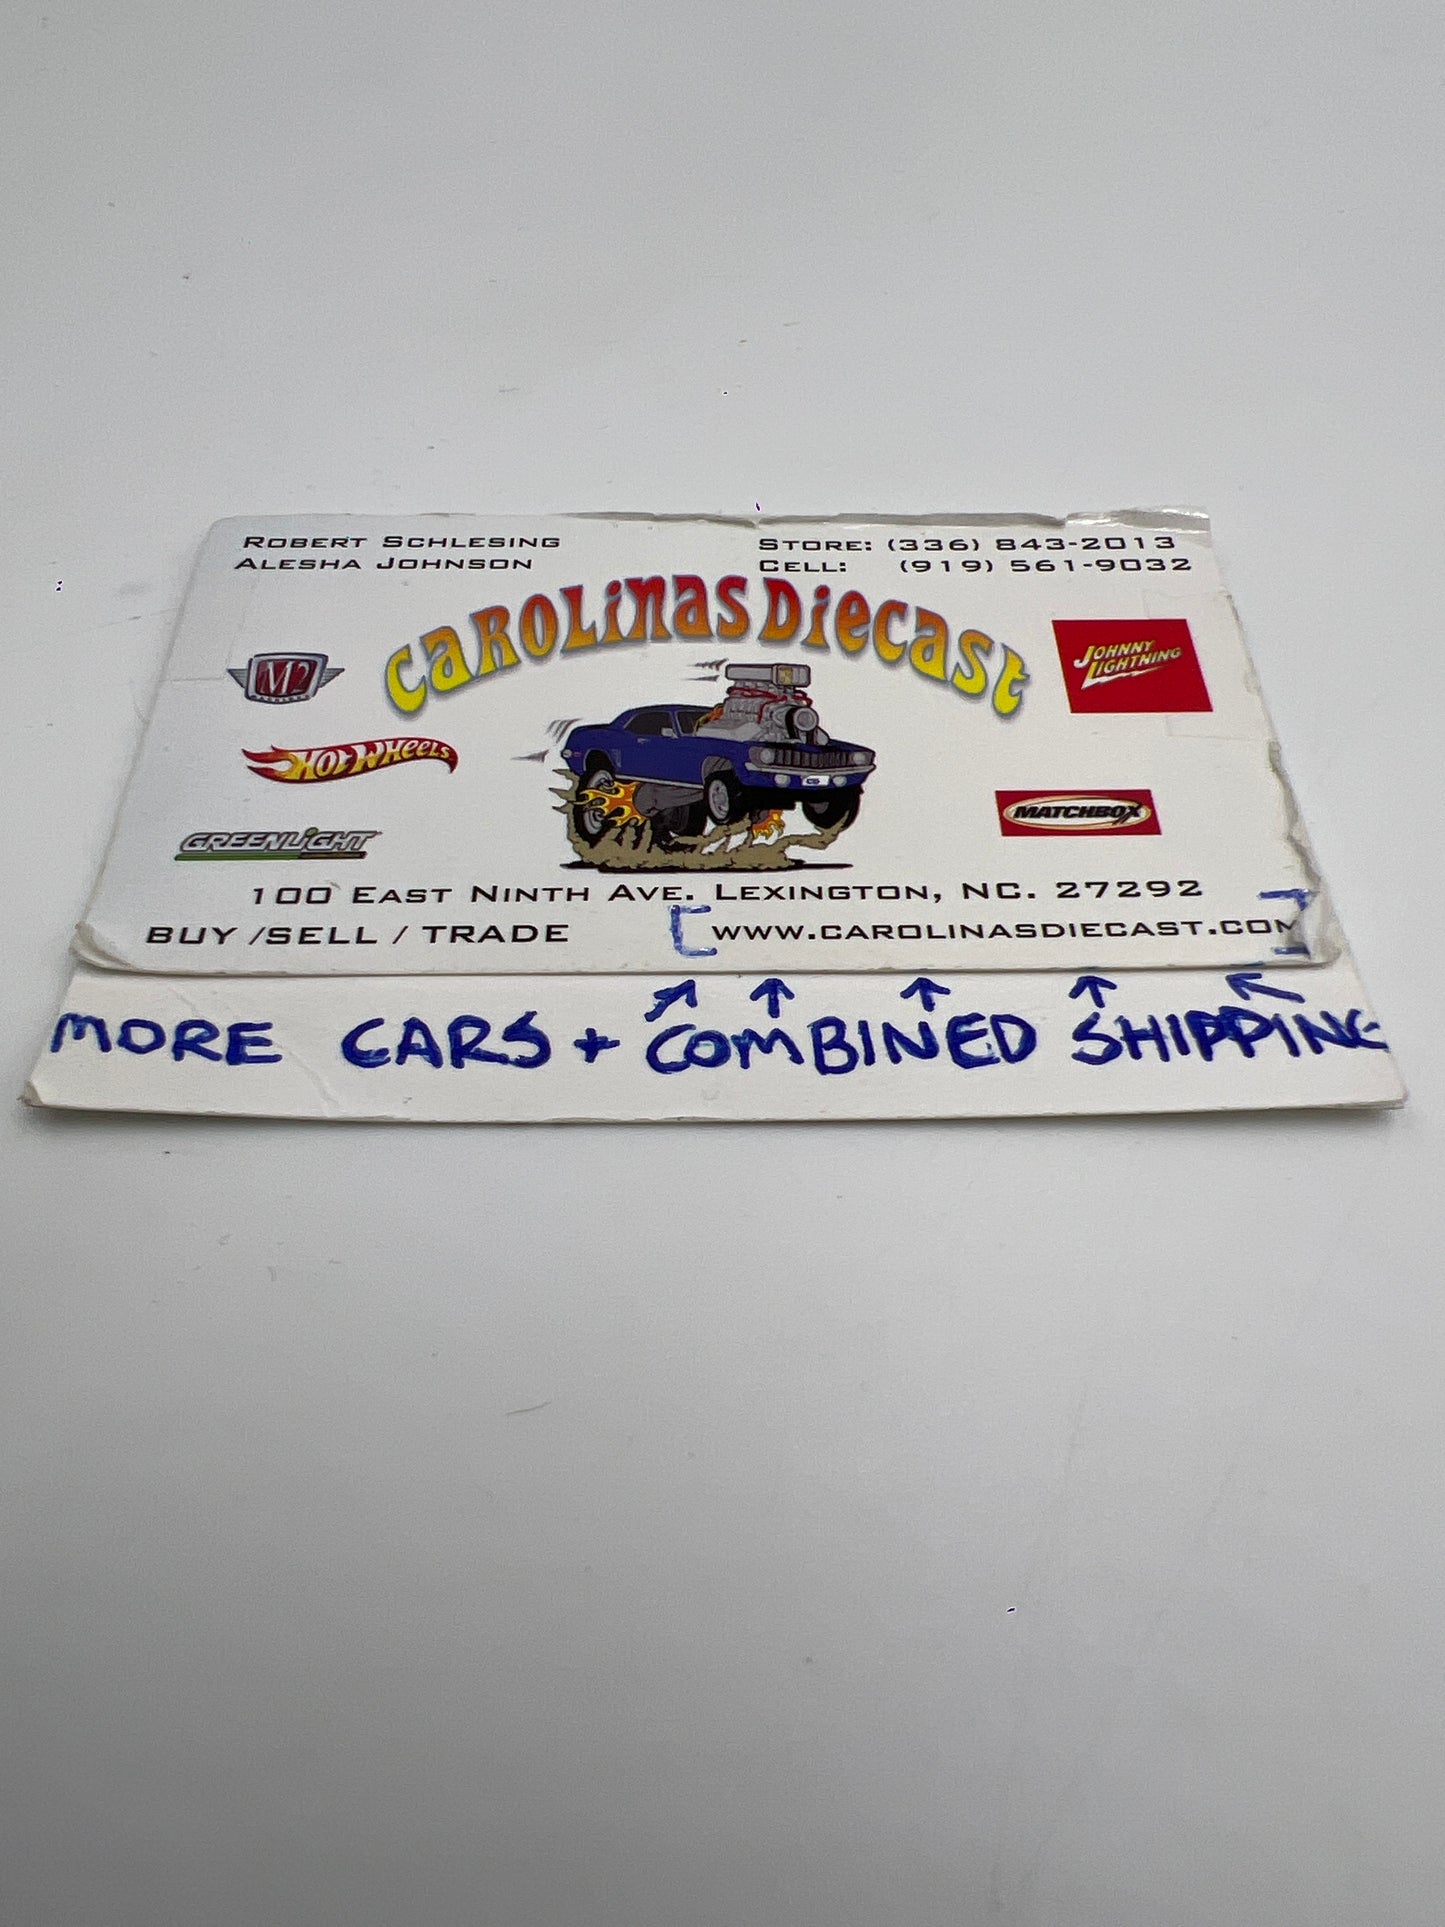 ROBERT SCHLESING
ALESHA JOHNSON
STORE: (336) 843-2013
CELL: (919) 561-9032
CAROLINAS DIECAST
M2
JOHNNY LIGHTNING
HOT WHEELS
MATCHBOX
GREENLIGHT
100 EAST NINTH AVE. LEXINGTON, NC. 27292
BUY /SELL / TRADE [WWW.CAROLINASDIECAST.COM]
MORE CARS + COMBINED SHIPPING